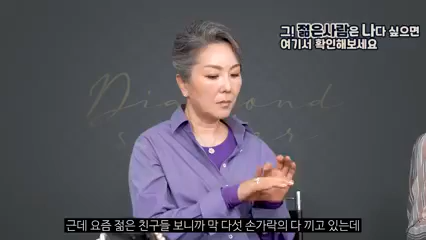 그! 젊은사람은 나다 싶으면
여기서 확인해보세요
Diamond
근데 요즘 젊은 친구들 보니까 막 다섯 손가락의 다 끼고 있는데